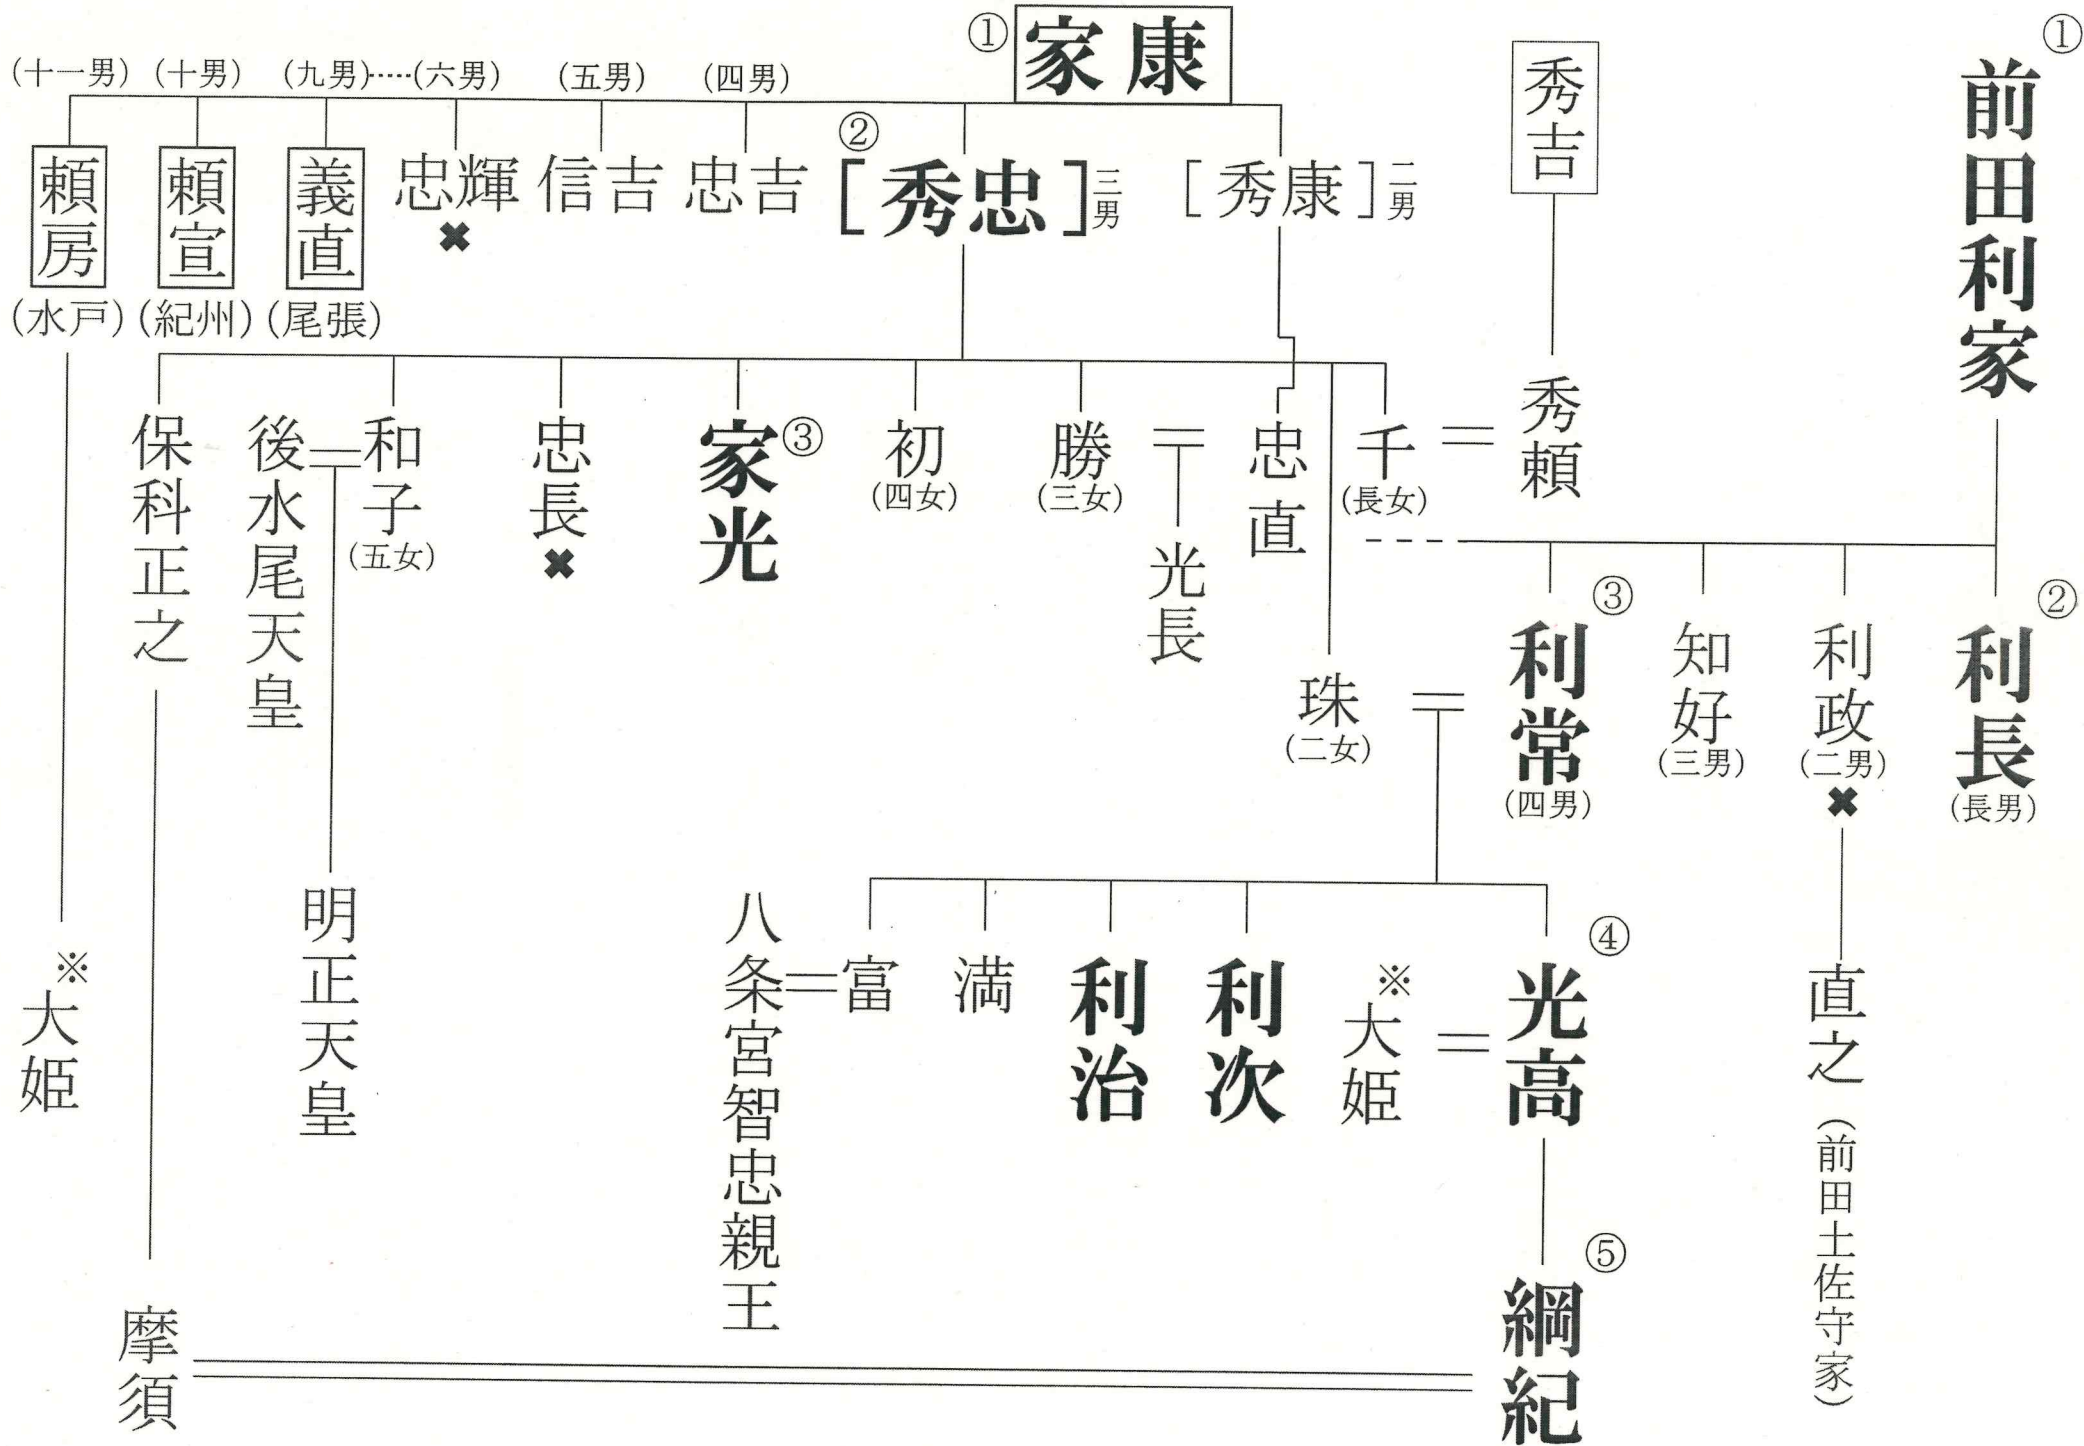 ①
前田利家
②
利長
(長男)
利政
(二男)
✖
直之
(前田土佐守家)
知好
(三男)
③
利常
(四男)
④
光高
※
大姫
利次
利治
満
富
八条宮智忠親王
⑤
綱紀
秀吉
秀頼
①
家康
[秀康]
二男
②
[秀忠]
三男
(四男)
忠吉
(五男)
信吉
(六男)
忠輝
✖
……
(九男)
義直
(尾張)
(十男)
頼宣
(紀州)
(十一男)
頼房
(水戸)
※
大姫
千
(長女)
珠
(二女)
忠直
光長
勝
(三女)
初
(四女)
③
家光
忠長
✖
和子
(五女)
後水尾天皇
明正天皇
保科正之
摩須